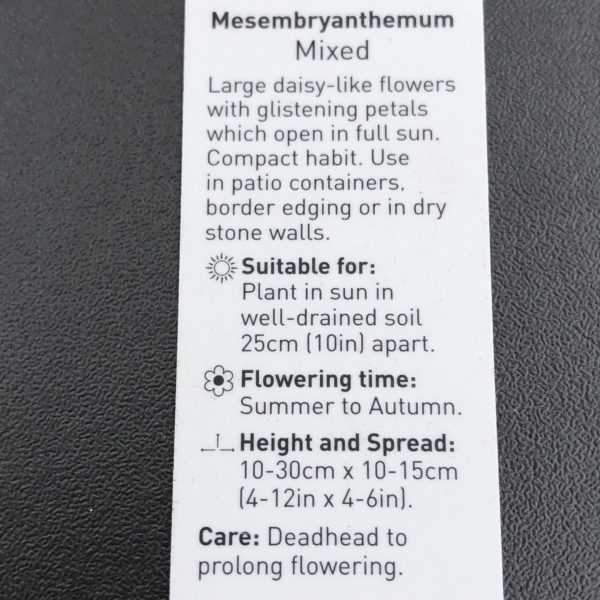 Mesembryanthemum
Mixed
Large daisy-like flowers
with glistening petals
which open in full sun.
Compact habit. Use
in patio containers,
border edging or in dry
stone walls.
Suitable for:
Plant in sun in
well-drained soil
25cm (10in) apart.
Flowering time:
Summer to Autumn.
Height and Spread:
10-30cm x 10-15cm
(4-12in x 4-6in).
Care: Deadhead to
prolong flowering.